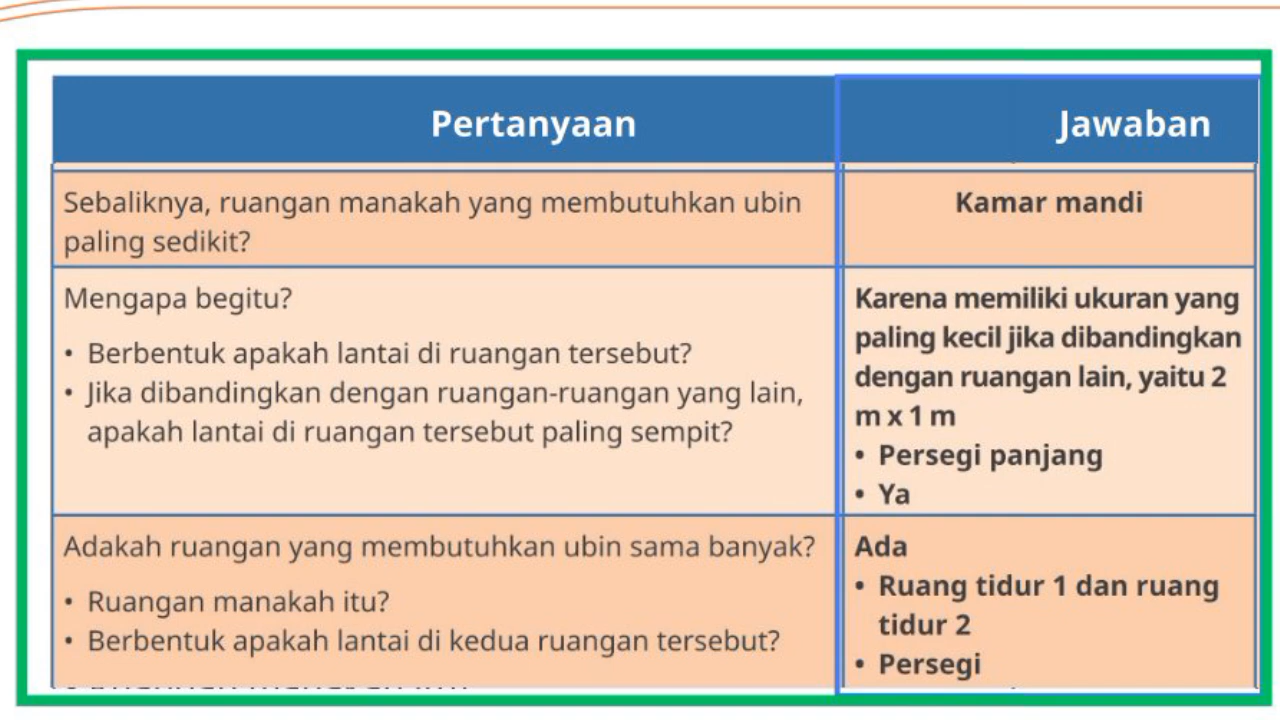 Pertanyaan
Jawaban
Sebaliknya, ruangan manakah yang membutuhkan ubin
paling sedikit?
Kamar mandi
Mengapa begitu?
• Berbentuk apakah lantai di ruangan tersebut?
• Jika dibandingkan dengan ruangan-ruangan yang lain,
apakah lantai di ruangan tersebut paling sempit?
Karena memiliki ukuran yang
paling kecil jika dibandingkan
dengan ruangan lain, yaitu 2
m x 1 m
• Persegi panjang
• Ya
Adakah ruangan yang membutuhkan ubin sama banyak?
• Ruangan manakah itu?
• Berbentuk apakah lantai di kedua ruangan tersebut?
Ada
• Ruang tidur 1 dan ruang
tidur 2
• Persegi